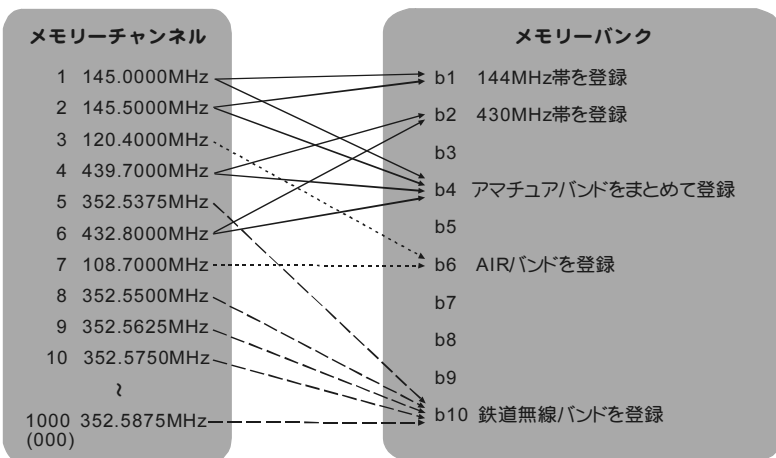 メモリーチャンネル
1 145.0000MHz
2 145.5000MHz
3 120.4000MHz
4 439.7000MHz
5 352.5375MHz
6 432.8000MHz
7 108.7000MHz
8 352.5500MHz
9 352.5625MHz
10 352.5750MHz
~
1000 352.5875MHz
(000)
メモリーバンク
b1 144MHz帯を登録
b2 430MHz帯を登録
b3
b4 アマチュアバンドをまとめて登録
b5
b6 AIRバンドを登録
b7
b8
b9
b10 鉄道無線バンドを登録